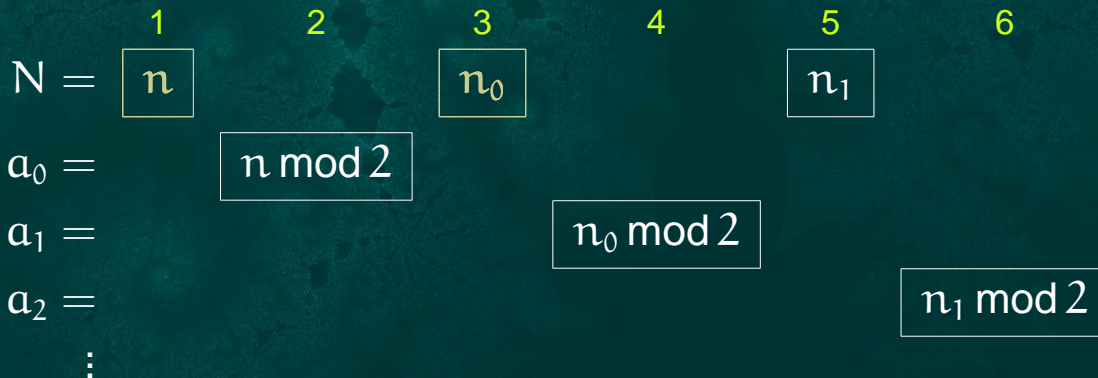 1 2 3 4 5 6
N = n n₀ n₁
a₀ = n mod 2
a₁ = n₀ mod 2
a₂ = n₁ mod 2
⋮